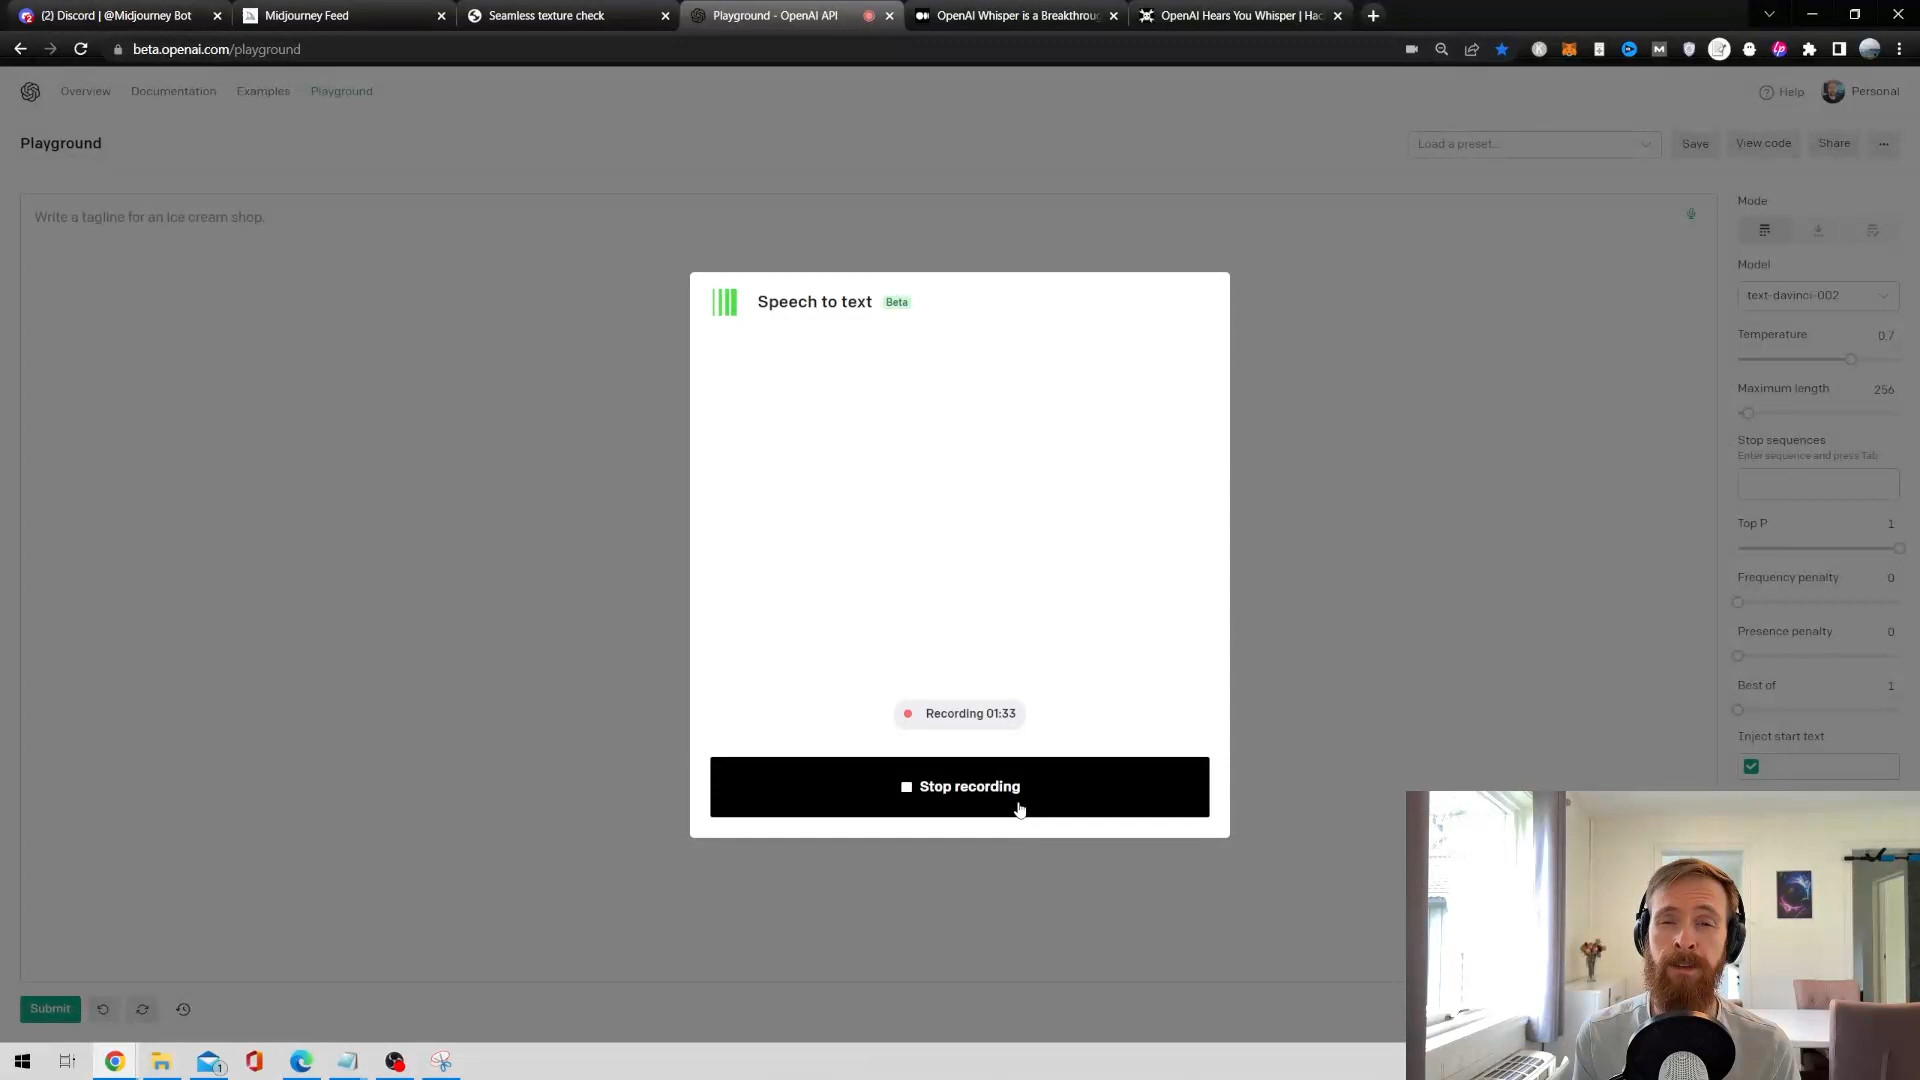 (2) Discord | @Midjourney Bot
Midjourney Feed
Seamless texture check
Playground - OpenAI API
OpenAI Whisper is a Breakthroug
OpenAI Hears You Whisper | Hac
beta.openai.com/playground
Overview
Documentation
Examples
Playground
Help
Personal
Playground
Load a preset...
Save
View code
Share
...
Write a tagline for an ice cream shop.
Mode
Model
text-davinci-002
Temperature
0.7
Maximum length
256
Stop sequences
Enter sequence and press Tab
Top P
1
Frequency penalty
0
Presence penalty
0
Best of
1
Inject start text
Speech to text
Beta
Recording 01:33
Stop recording
Submit
1